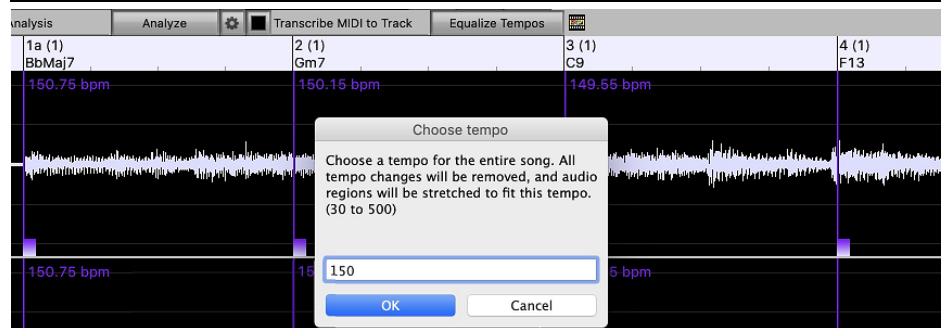 nalysis Analyze Transcribe MIDI to Track Equalize Tempos
1a (1) 2 (1) 3 (1) 4 (1)
BbMaj7 Gm7 C9 F13
150.75 bpm 150.15 bpm 149.55 bpm
Choose tempo
Choose a tempo for the entire song. All
tempo changes will be removed, and audio
regions will be stretched to fit this tempo.
(30 to 500)
150
OK Cancel
150.75 bpm 15 5 bpm